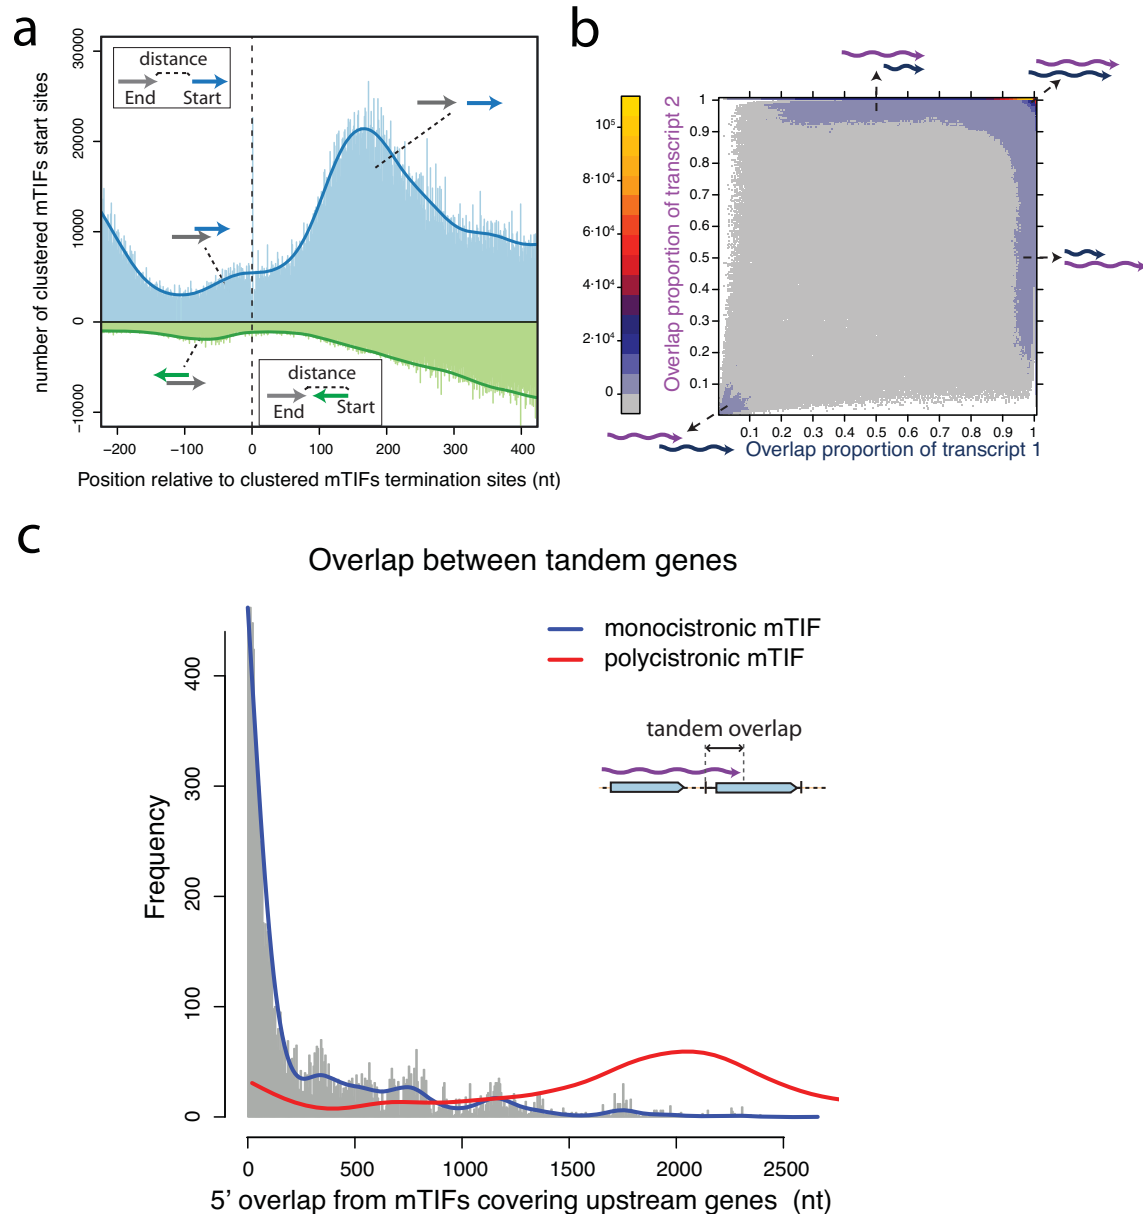 a
number of clustered mTIFs start sites
30000
20000
10000
0
−10000
distance
End
Start
distance
End
Start
−200
−100
0
100
200
300
400
Position relative to clustered mTIFs termination sites (nt)
b
10⁵
8·10⁴
6·10⁴
4·10⁴
2·10⁴
0
Overlap proportion of transcript 2
1
0.9
0.8
0.7
0.6
0.5
0.4
0.3
0.2
0.1
0.1
0.2
0.3
0.4
0.5
0.6
0.7
0.8
0.9
1
Overlap proportion of transcript 1
c
Overlap between tandem genes
monocistronic mTIF
polycistronic mTIF
tandem overlap
Frequency
400
300
200
100
0
0
500
1000
1500
2000
2500
5' overlap from mTIFs covering upstream genes (nt)